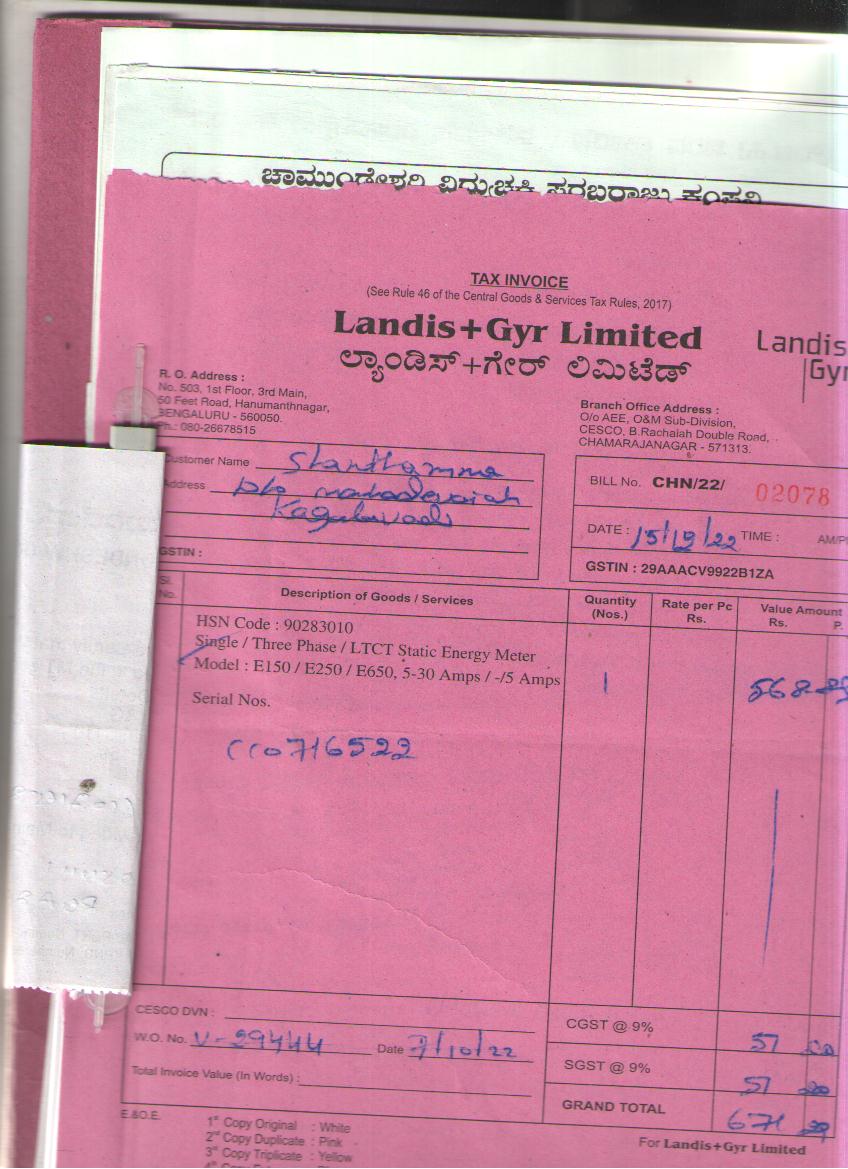 ಚಾಮುಂಡೇಶ್ವರಿ ವಿದ್ಯುಚ್ಛಕ್ತಿ ಸರಬರಾಜು ಕಂಪನಿ
TAX INVOICE
(See Rule 46 of the Central Goods & Services Tax Rules, 2017)
Landis+Gyr Limited
ಲ್ಯಾಂಡಿಸ್+ಗೇರ್ ಲಿಮಿಟೆಡ್
Landis
Gyr
R. O. Address :
No. 503, 1st Floor, 3rd Main,
50 Feet Road, Hanumanthnagar,
BENGALURU - 560050.
Ph.: 080-26678515
Branch Office Address :
O/o AEE, O&M Sub-Division,
CESCO, B.Rachaiah Double Road,
CHAMARAJANAGAR - 571313.
Customer Name Shanthamma
Address
GSTIN :
BILL No. CHN/22/ 02078
DATE : 15/12/22 TIME : AM/P
GSTIN : 29AAACV9922B1ZA
Sl. No. Description of Goods / Services Quantity (Nos.) Rate per Pc Rs. Value Amount Rs. P.
HSN Code : 90283010
Single / Three Phase / LTCT Static Energy Meter
Model : E150 / E250 / E650, 5-30 Amps / -/5 Amps 1 568
Serial Nos.
CC0716522
CESCO DVN :
W.O. No. V-29444 Date 7/10/22
Total Invoice Value (In Words) :
CGST @ 9% 51
SGST @ 9% 51
GRAND TOTAL 671
E.&O.E.
1st Copy Original : White
2nd Copy Duplicate : Pink
3rd Copy Triplicate : Yellow
For Landis+Gyr Limited